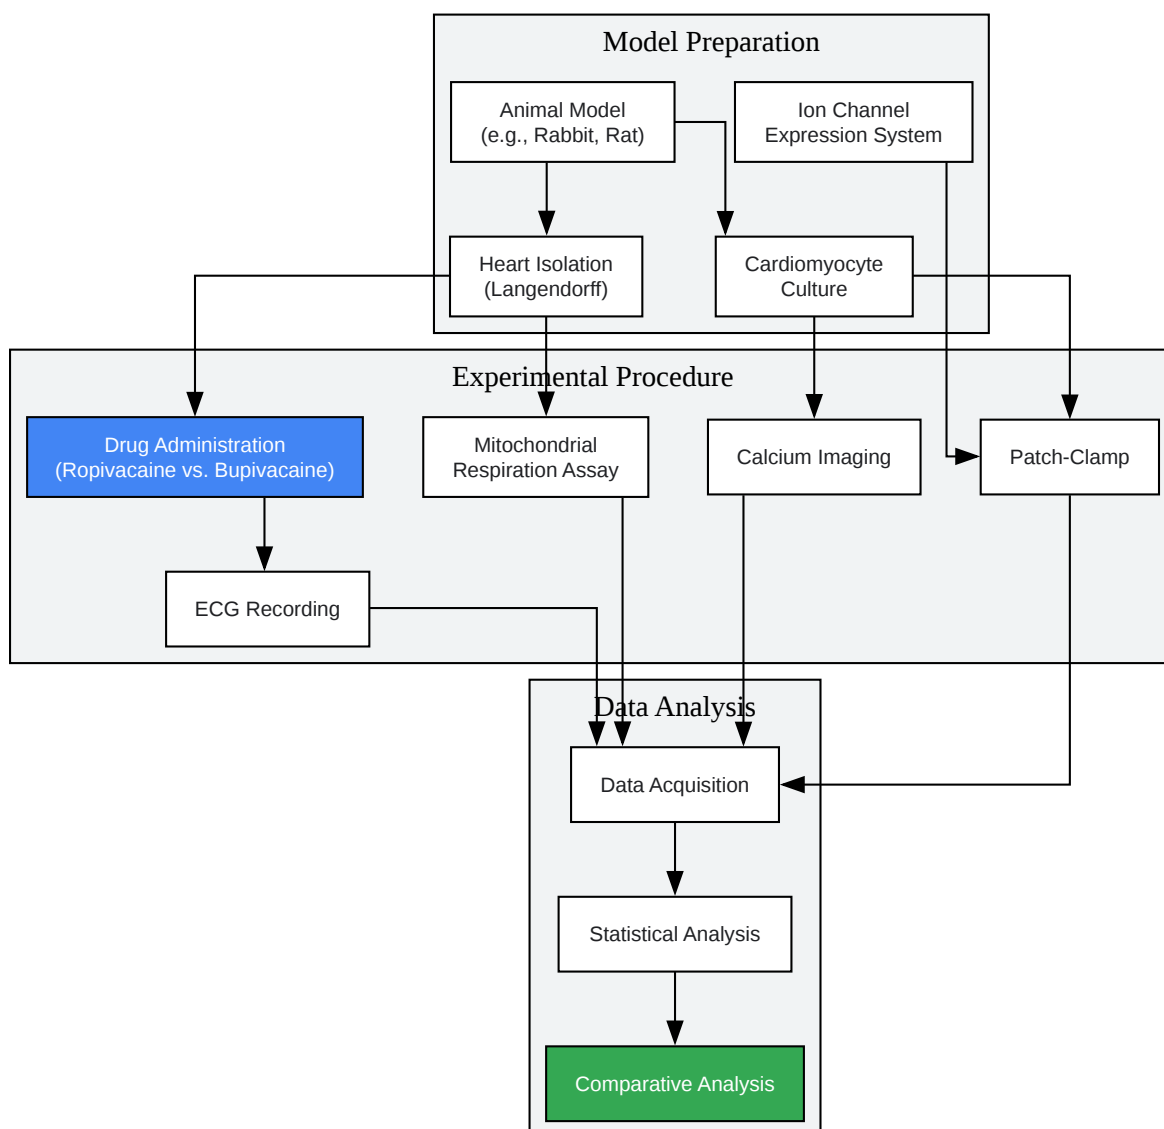 Model Preparation
Animal Model
(e.g., Rabbit, Rat)
Ion Channel
Expression System
Heart Isolation
(Langendorff)
Cardiomyocyte
Culture
Experimental Procedure
Drug Administration
(Ropivacaine vs. Bupivacaine)
Mitochondrial
Respiration Assay
Calcium Imaging
Patch-Clamp
ECG Recording
Data Analysis
Data Acquisition
Statistical Analysis
Comparative Analysis